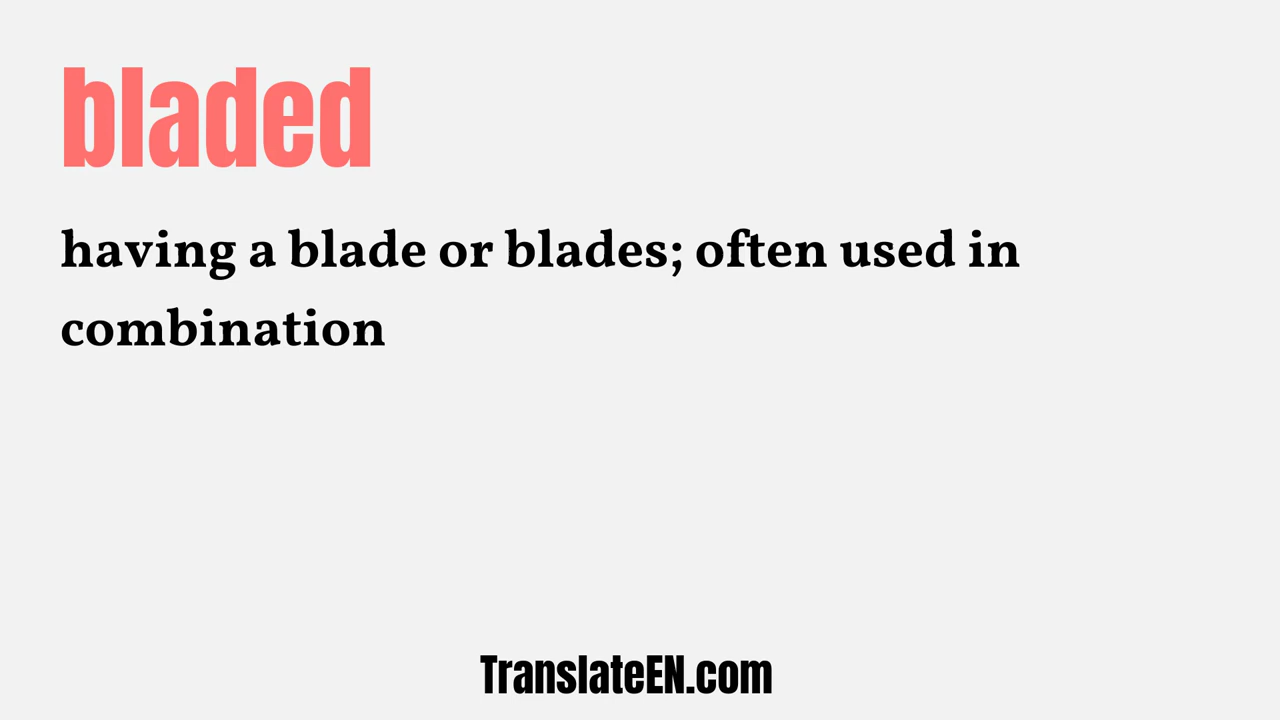 bladed
having a blade or blades; often used in
combination
TranslateEN.com